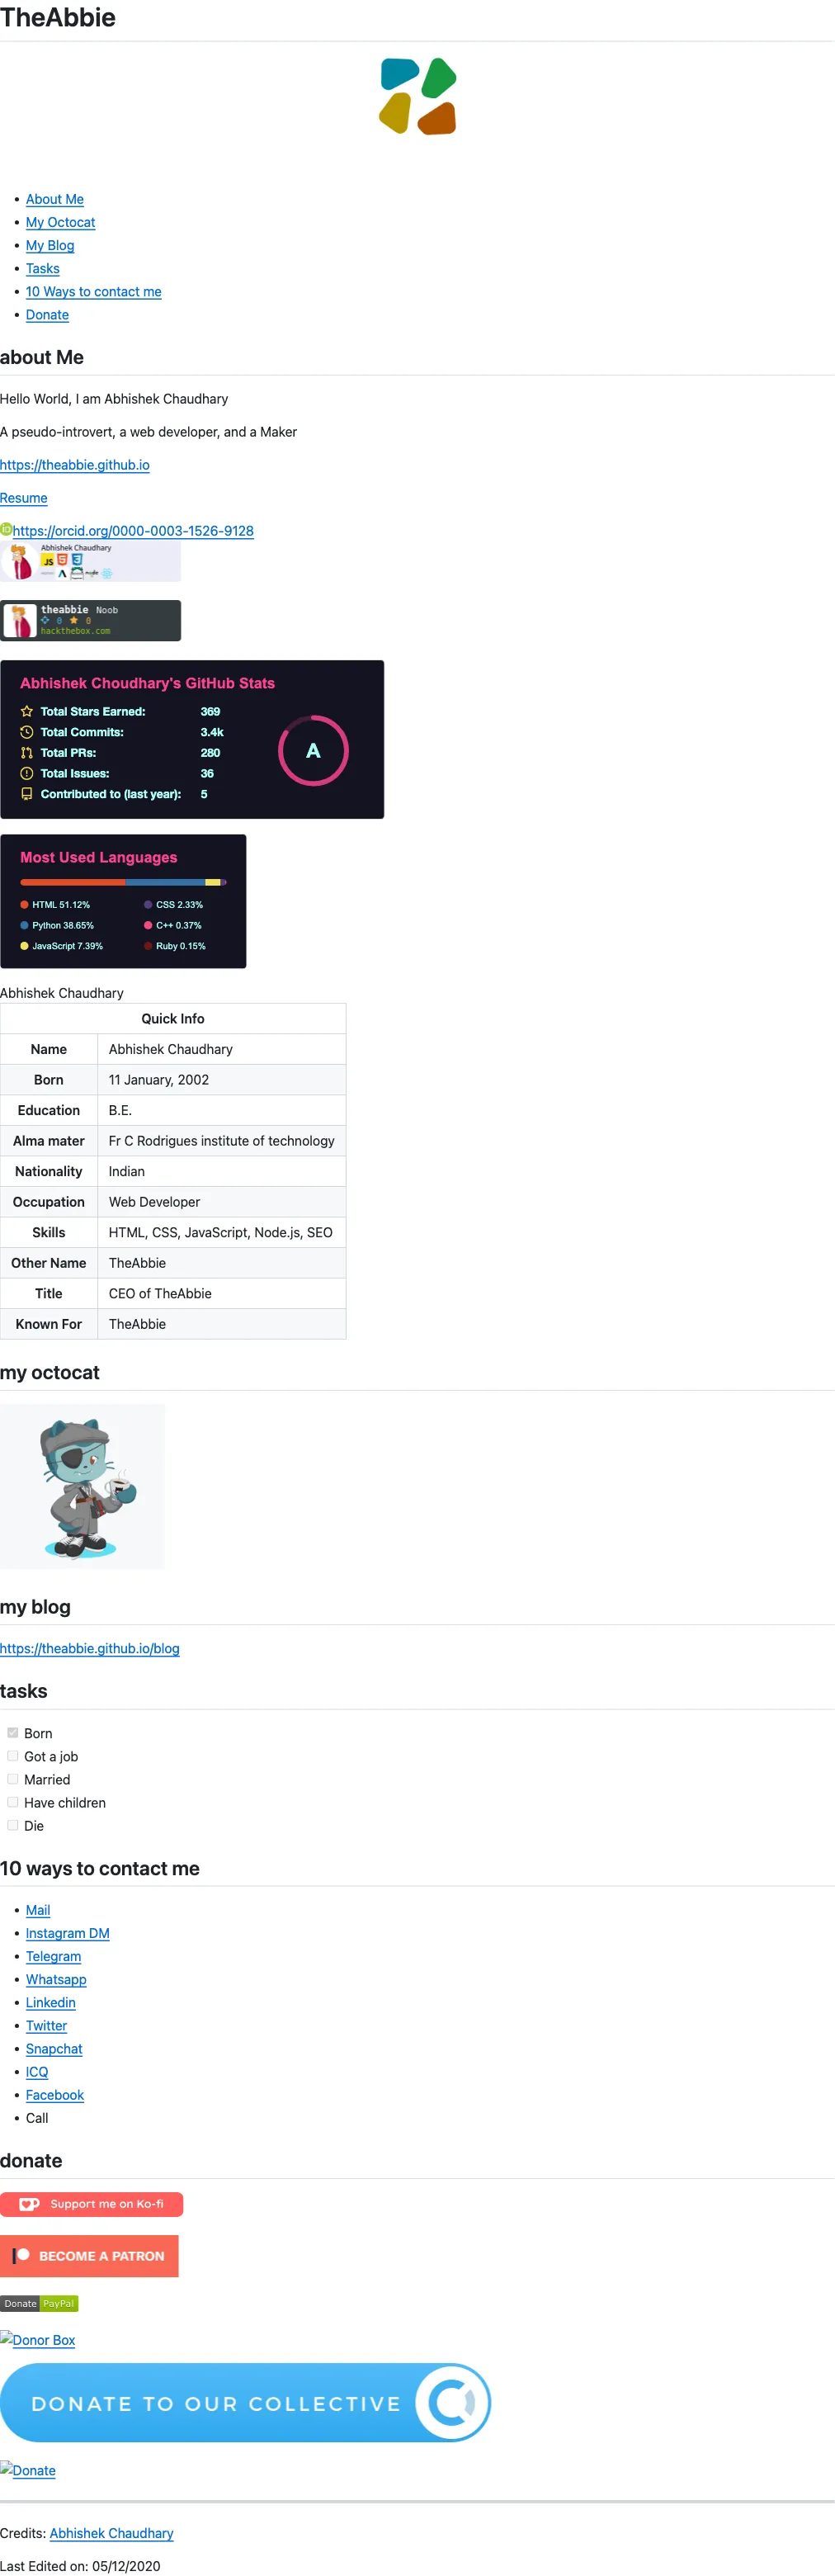 TheAbbie
About Me
My Octocat
My Blog
Tasks
10 Ways to contact me
Donate
about Me
Hello World, I am Abhishek Chaudhary
A pseudo-introvert, a web developer, and a Maker
https://theabbie.github.io
Resume
iD https://orcid.org/0000-0003-1526-9128
Abhishek Chaudhary
JS
theabbie Noob
0 0
hackthebox.com
Abhishek Choudhary's GitHub Stats
Total Stars Earned: 369
Total Commits: 3.4k
Total PRs: 280
Total Issues: 36
Contributed to (last year): 5
A
Most Used Languages
HTML 51.12% CSS 2.33%
Python 38.65% C++ 0.37%
JavaScript 7.39% Ruby 0.15%
Abhishek Chaudhary
Quick Info
Name Abhishek Chaudhary
Born 11 January, 2002
Education B.E.
Alma mater Fr C Rodrigues institute of technology
Nationality Indian
Occupation Web Developer
Skills HTML, CSS, JavaScript, Node.js, SEO
Other Name TheAbbie
Title CEO of TheAbbie
Known For TheAbbie
my octocat
my blog
https://theabbie.github.io/blog
tasks
Born
Got a job
Married
Have children
Die
10 ways to contact me
Mail
Instagram DM
Telegram
Whatsapp
Linkedin
Twitter
Snapchat
ICQ
Facebook
Call
donate
Support me on Ko-fi
BECOME A PATRON
Donate PayPal
Donor Box
DONATE TO OUR COLLECTIVE
Donate
Credits: Abhishek Chaudhary
Last Edited on: 05/12/2020